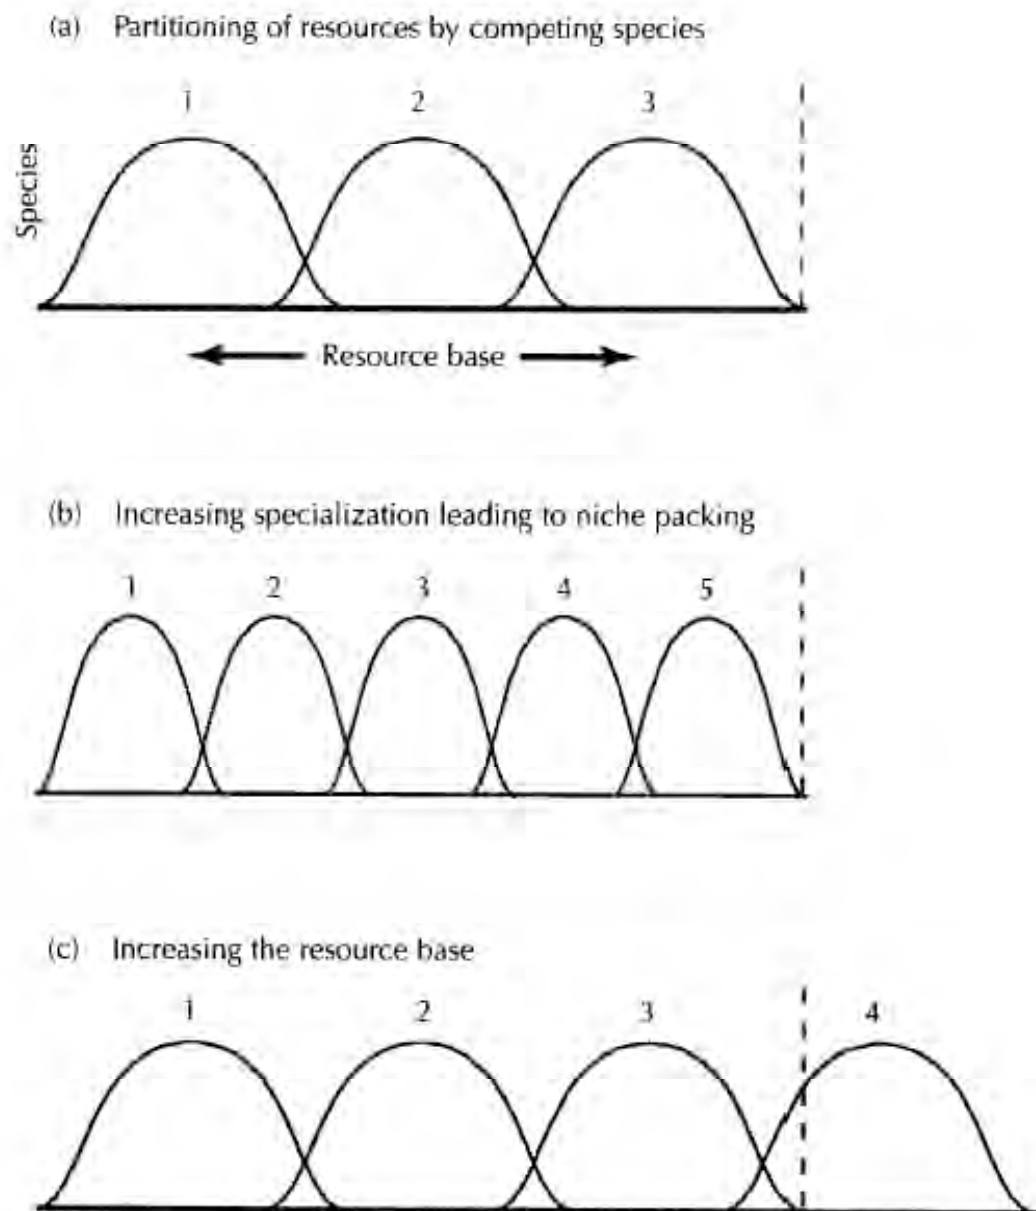 (a) Partitioning of resources by competing species
1 2 3
Species
Resource base
(b) Increasing specialization leading to niche packing
1 2 3 4 5
(c) Increasing the resource base
1 2 3 4